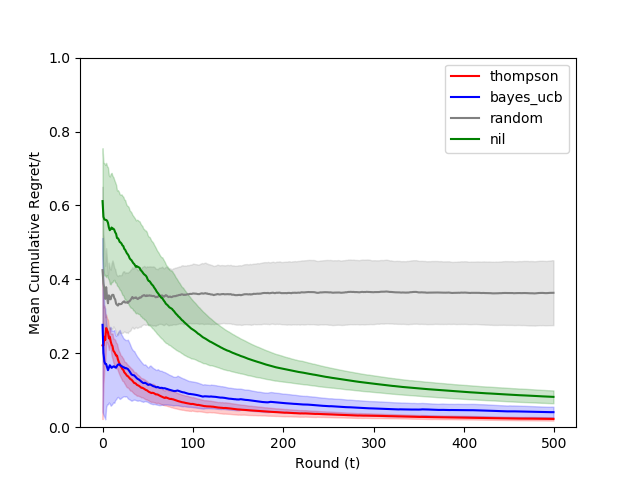 1.0
0.8
0.6
0.4
0.2
0.0
Mean Cumulative Regret/t
thompson
bayes_ucb
random
nil
0 100 200 300 400 500
Round (t)